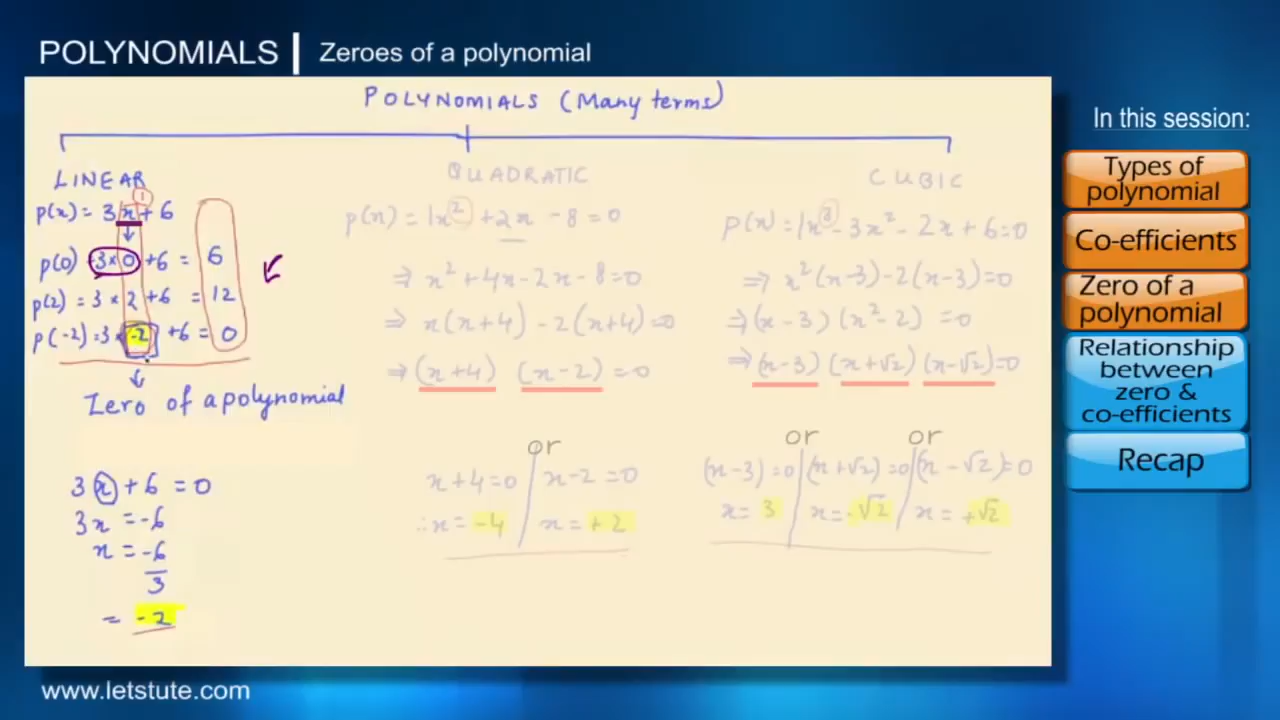 POLYNOMIALS | Zeroes of a polynomial
POLYNOMIALS (Many terms)
LINEAR
1
p(x) = 3x + 6
p(0) = 3 × 0 + 6 = 6
p(2) = 3 × 2 + 6 = 12
p(-2) = 3 × -2 + 6 = 0
Zero of a polynomial
3x + 6 = 0
3x = -6
x = -6/3
= -2
QUADRATIC
p(x) = 1x² + 2x - 8 = 0
⇒ x² + 4x - 2x - 8 = 0
⇒ x(x+4) - 2(x+4) = 0
⇒ (x+4) (x-2) = 0
or
x+4=0 | x-2=0
∴ x = -4 | x = +2
CUBIC
p(x) = 1x³ - 3x² - 2x + 6 = 0
⇒ x²(x-3) - 2(x-3) = 0
⇒ (x-3) (x²-2) = 0
⇒ (x-3) (x+√2) (x-√2) = 0
or or
(x-3)=0 | (x+√2)=0 | (x-√2)=0
x = 3 | x = -√2 | x = +√2
In this session:
Types of
polynomial
Co-efficients
Zero of a
polynomial
Relationship
between
zero &
co-efficients
Recap
www.letstute.com